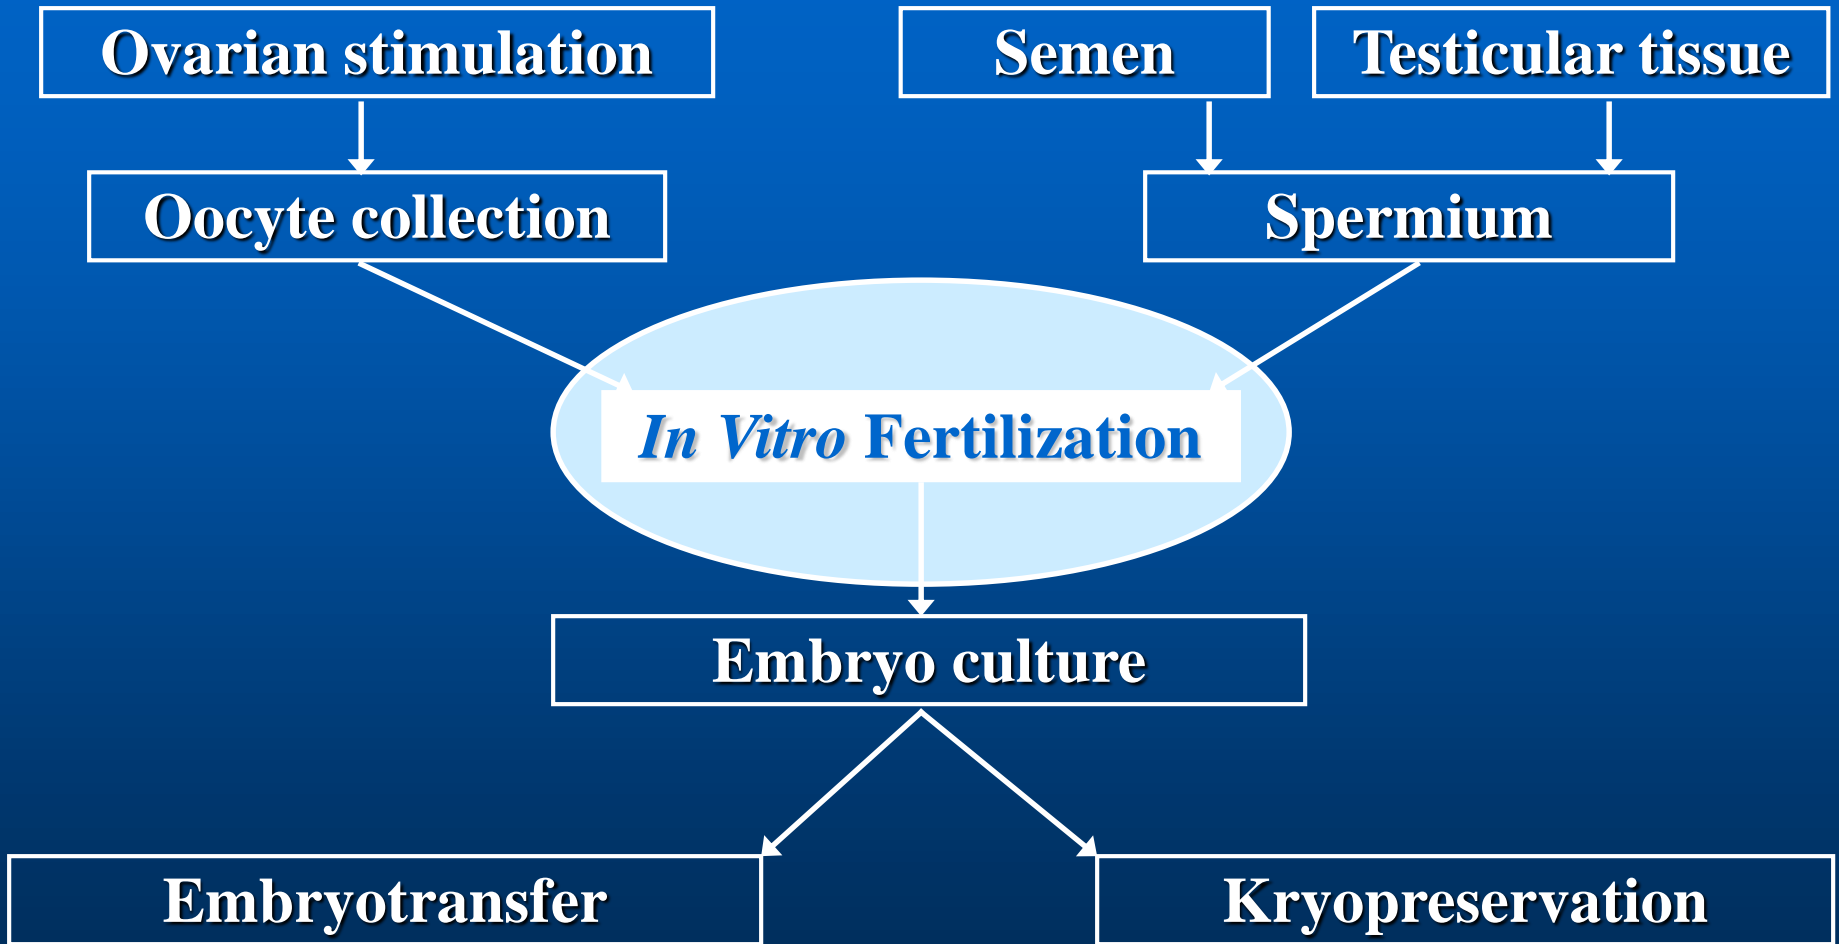 Ovarian stimulation
Semen
Testicular tissue
Oocyte collection
Spermium
In Vitro Fertilization
Embryo culture
Embryotransfer
Kryopreservation